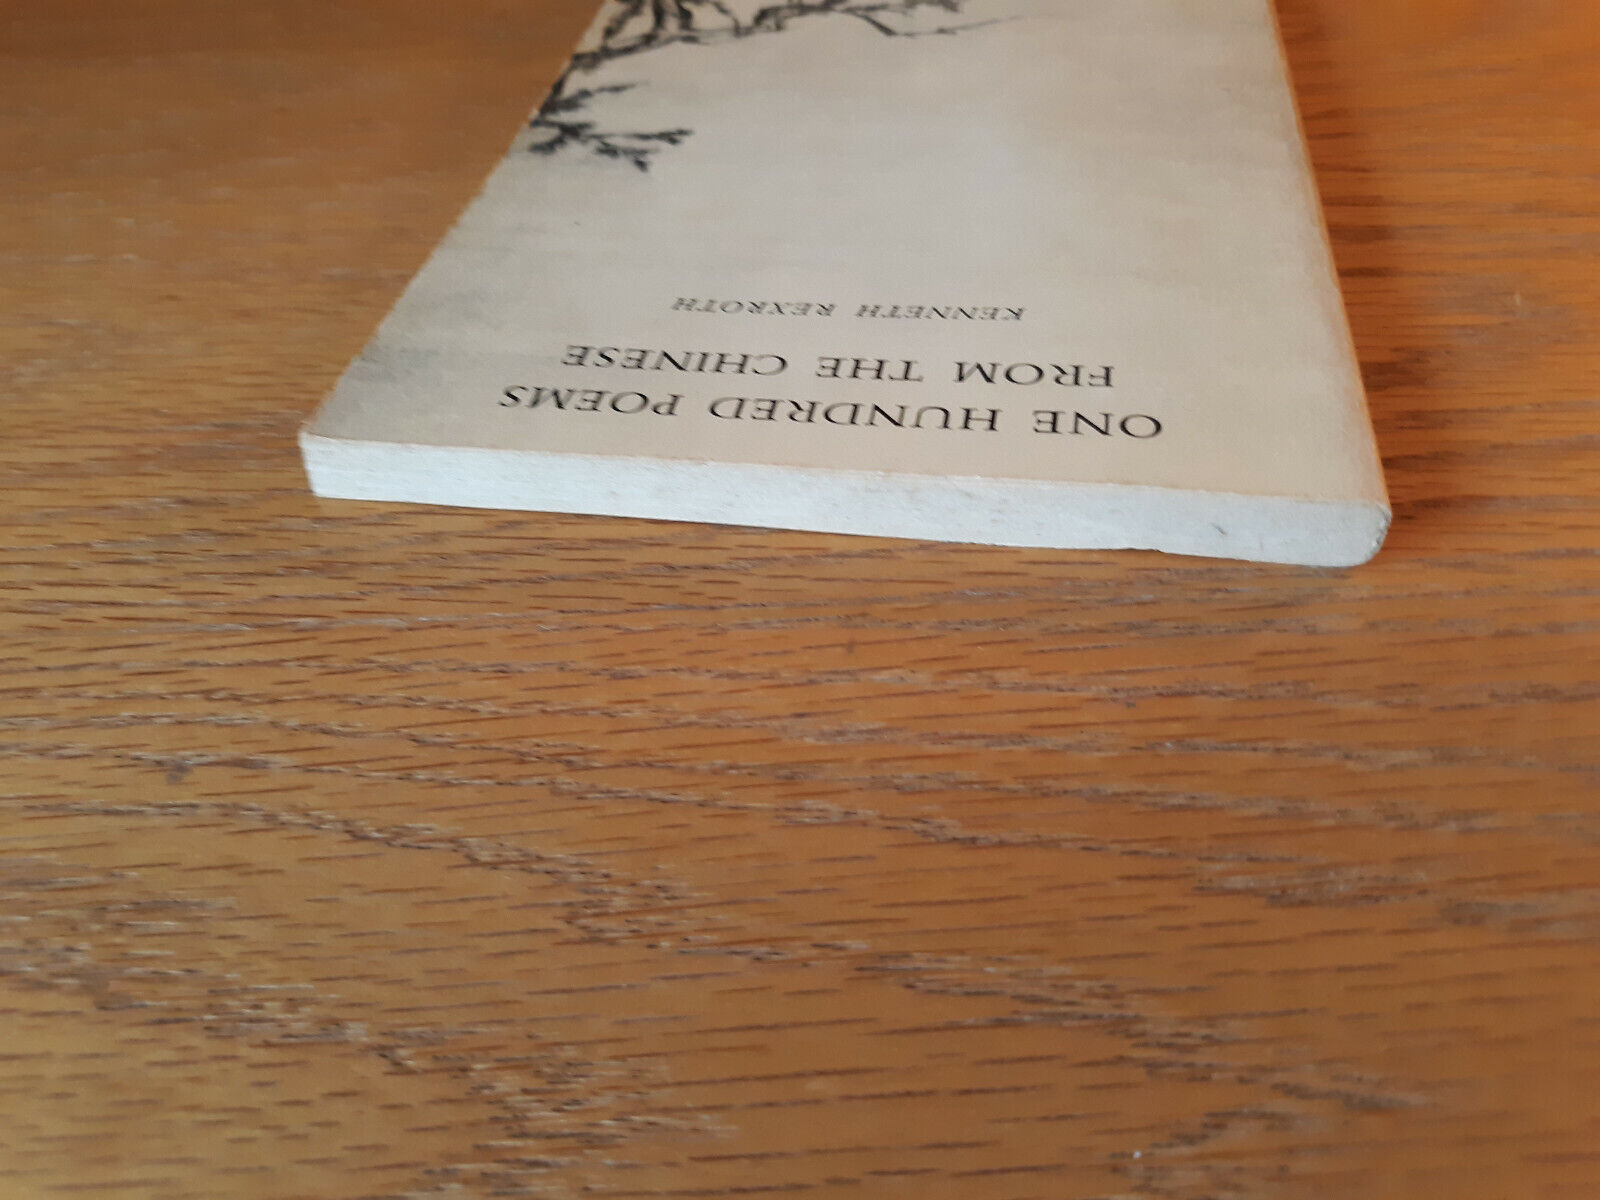 ONE HUNDRED POEMS
FROM THE CHINESE
KENNETH REXROTH